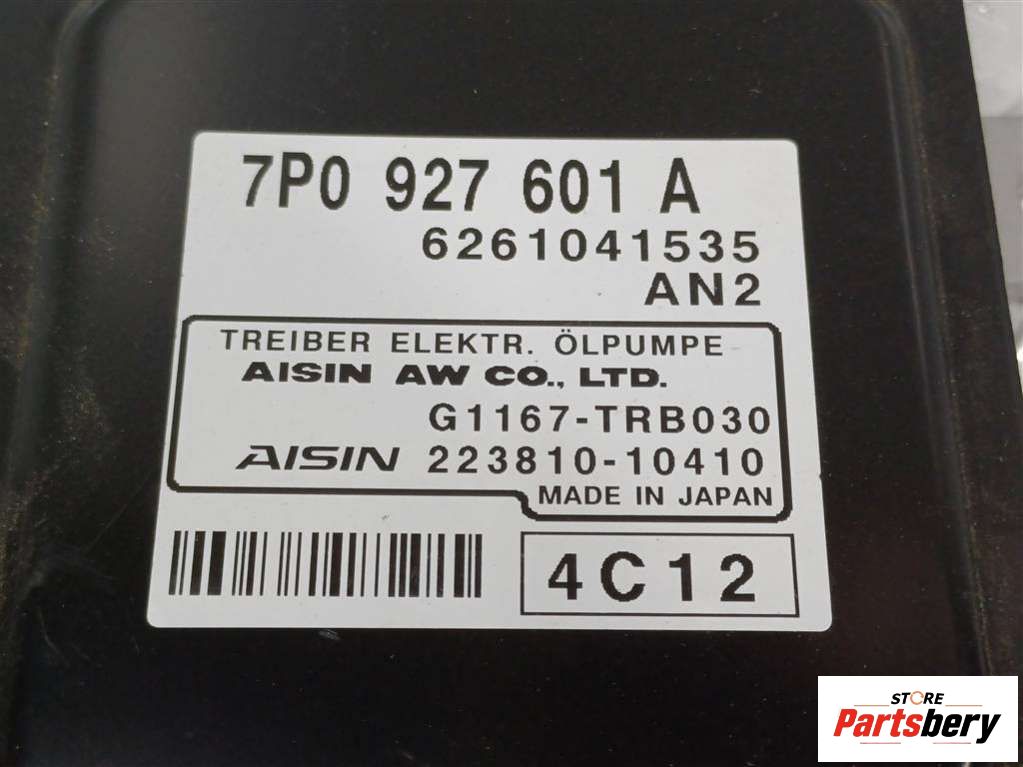 7P0 927 601 A
6261041535
AN2
TREIBER ELEKTR. ÖLPUMPE
AISIN AW CO., LTD.
G1167-TRB030
AISIN 223810-10410
MADE IN JAPAN
4C12
STORE
Partsbery